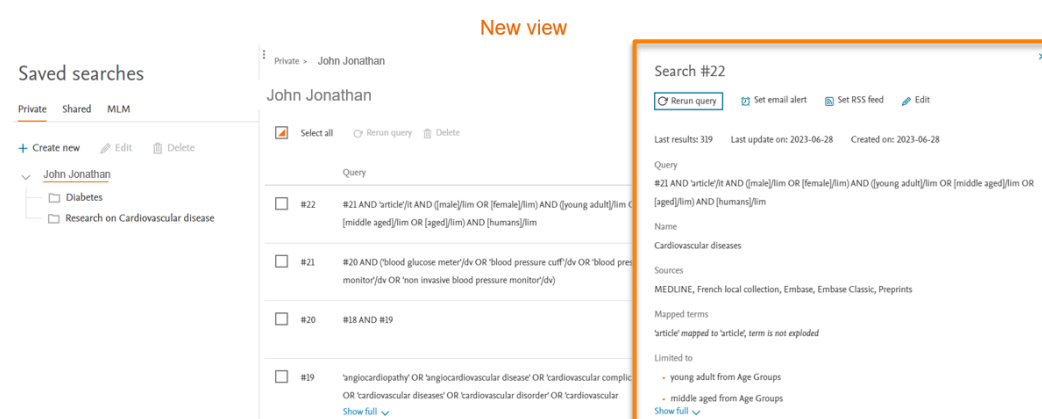 New view
Saved searches
Private Shared MLM
+ Create new Edit Delete
John Jonathan
Diabetes
Research on Cardiovascular disease
Private > John Jonathan
John Jonathan
Select all Rerun query Delete
Query
#22 #21 AND 'article'/it AND ([male]/lim OR [female]/lim) AND ([young adult]/lim
[middle aged]/lim OR [aged]/lim) AND [humans]/lim
#21 #20 AND ('blood glucose meter'/dv OR 'blood pressure cuff'/dv OR 'blood
monitor'/dv OR 'non invasive blood pressure monitor'/dv)
#20 #18 AND #19
#19 'angiocardiopathy' OR 'angiocardiovascular disease' OR 'cardiovascular
OR 'cardiovascular diseases' OR 'cardiovascular disorder' OR 'cardiovascular
Show full
Search #22
Rerun query Set email alert Set RSS feed Edit
Last results: 319 Last update on: 2023-06-28 Created on: 2023-06-28
Query
#21 AND 'article'/it AND ([male]/lim OR [female]/lim) AND ([young adult]/lim OR [middle aged]/lim OR
[aged]/lim) AND [humans]/lim
Name
Cardiovascular diseases
Sources
MEDLINE, French local collection, Embase, Embase Classic, Preprints
Mapped terms
'article' mapped to 'article', term is not exploded
Limited to
- young adult from Age Groups
- middle aged from Age Groups
Show full